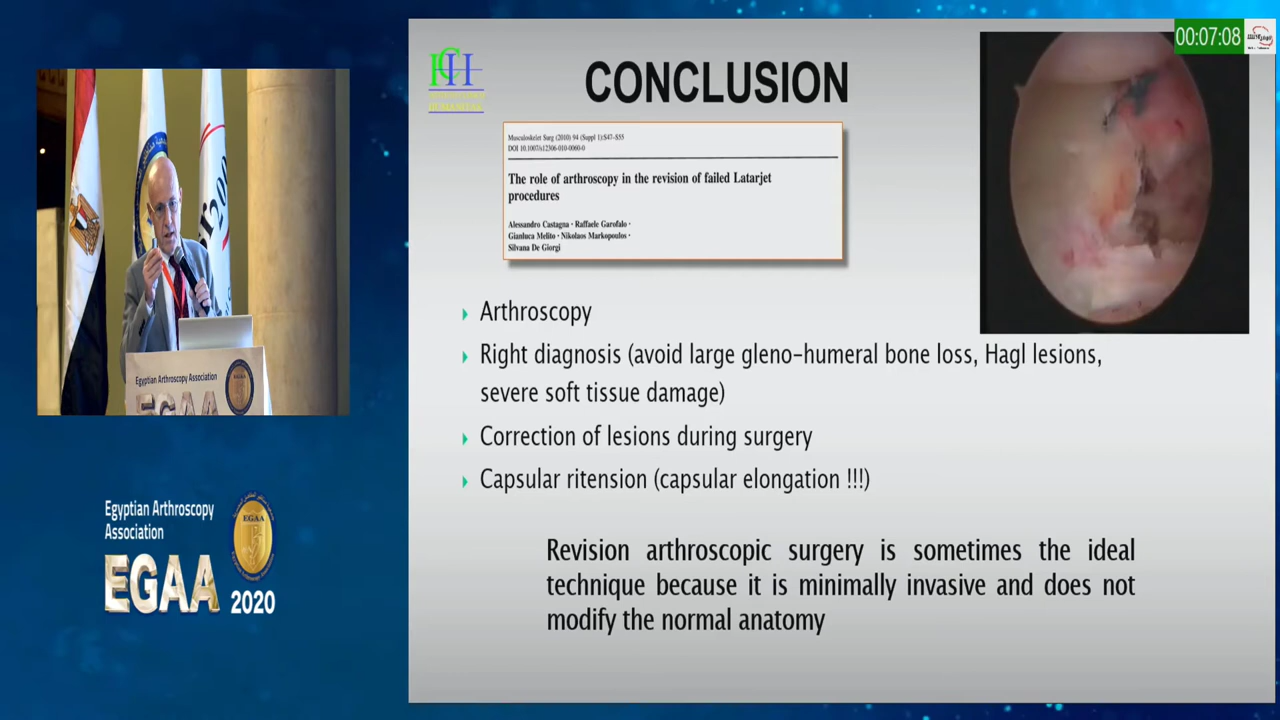 00:07:08
CONCLUSION
Musculoskelet Surg (2010) 94 (Suppl 1):S47–S55
DOI 10.1007/s12306-010-0060-0
The role of arthroscopy in the revision of failed Latarjet
procedures
Alessandro Castagna · Raffaele Garofalo ·
Gianluca Melito · Nikolaos Markopoulos ·
Silvana De Giorgi
Arthroscopy
Right diagnosis (avoid large gleno-humeral bone loss, Hagl lesions,
severe soft tissue damage)
Correction of lesions during surgery
Capsular ritension (capsular elongation !!!)
Revision arthroscopic surgery is sometimes the ideal
technique because it is minimally invasive and does not
modify the normal anatomy
Egyptian Arthroscopy Association
EGAA
Egyptian Arthroscopy
Association
EGAA
EGAA 2020